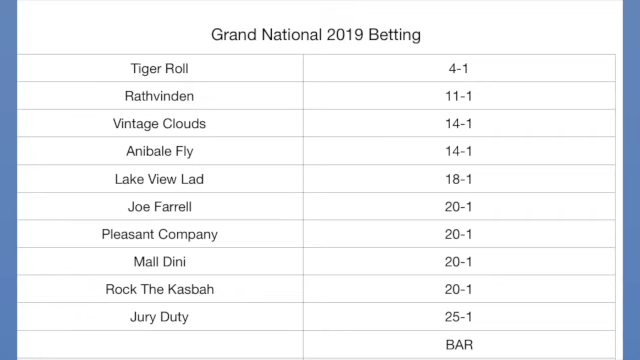 Grand National 2019 Betting
Tiger Roll 4-1
Rathvinden 11-1
Vintage Clouds 14-1
Anibale Fly 14-1
Lake View Lad 18-1
Joe Farrell 20-1
Pleasant Company 20-1
Mall Dini 20-1
Rock The Kasbah 20-1
Jury Duty 25-1
BAR